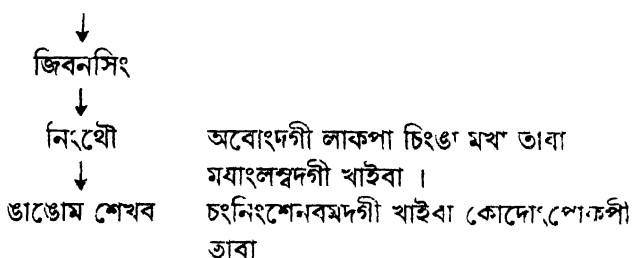 ↓
জিবনসিং
↓
নিংথৌ অবোংদগী লাকপা চিংঙা মখা তাবা
↓ ময়াংলম্বদগী খাইবা ।
ঙাঙোম শেখব চংনিংশেনবমদগী খাইবা কোদোংপোকপী
তাবা